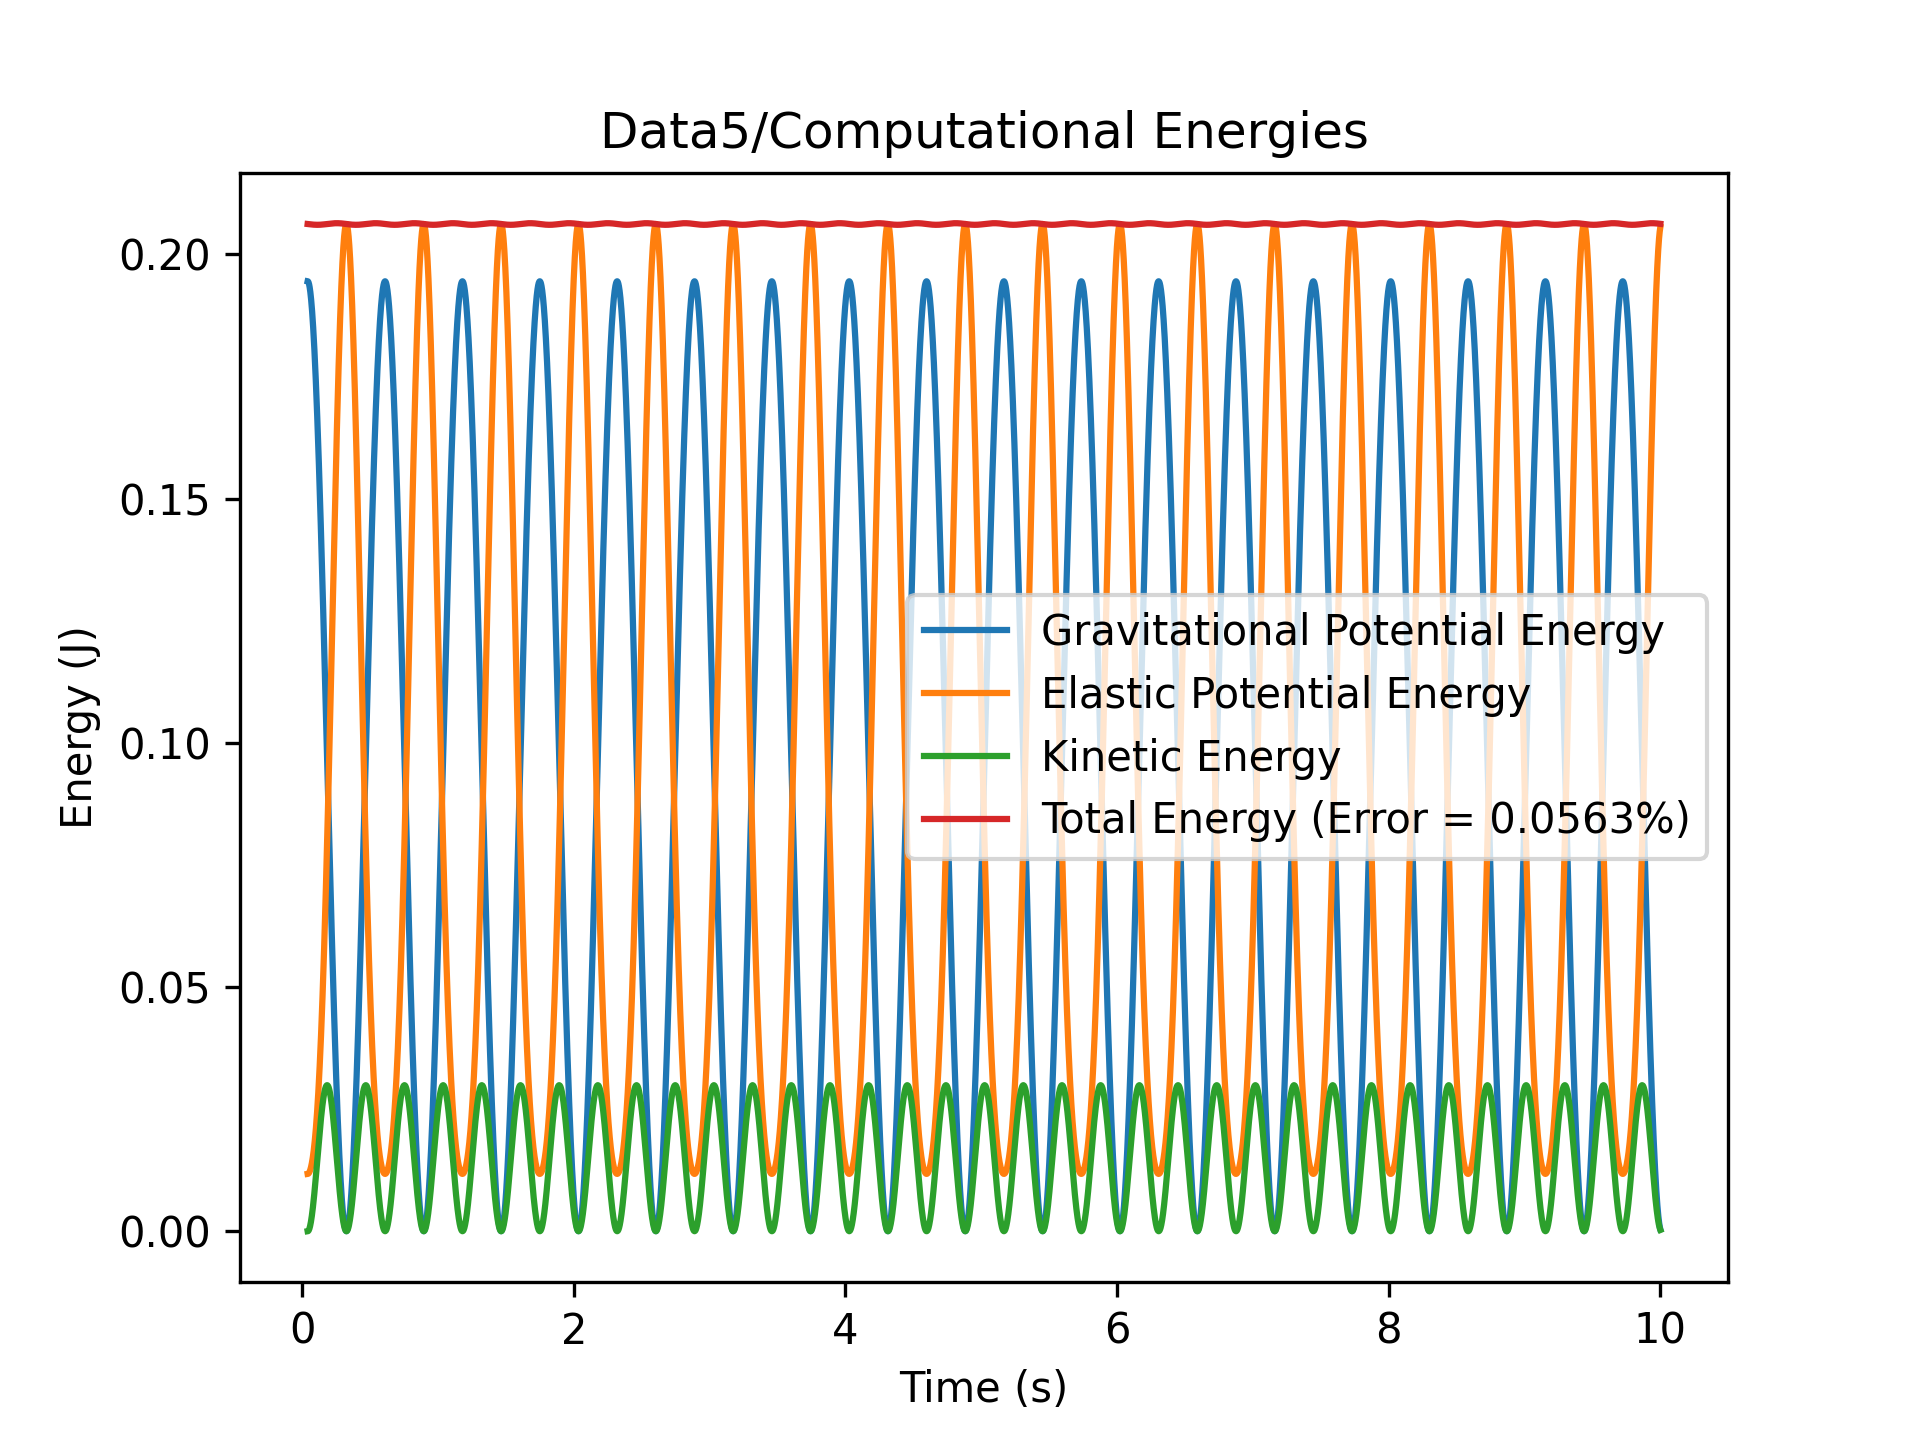 Data5/Computational Energies
Energy (J)
0.20
0.15
0.10
0.05
0.00
Gravitational Potential Energy
Elastic Potential Energy
Kinetic Energy
Total Energy (Error = 0.0563%)
0 2 4 6 8 10
Time (s)